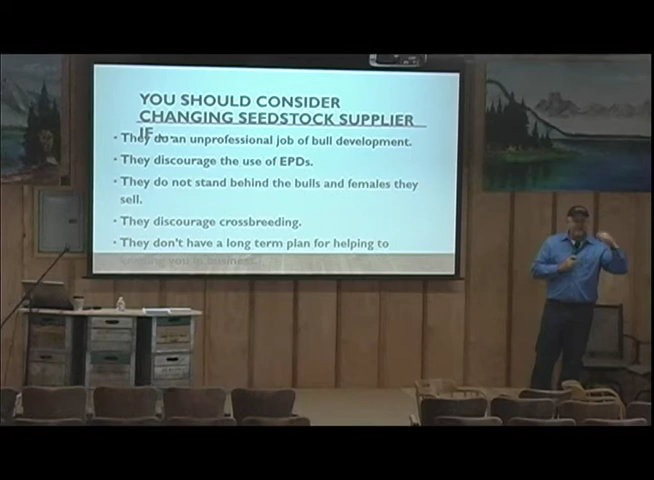 YOU SHOULD CONSIDER
CHANGING SEEDSTOCK SUPPLIER
IF
• They do an unprofessional job of bull development.
• They discourage the use of EPDs.
• They do not stand behind the bulls and females they
sell.
• They discourage crossbreeding.
• They don't have a long term plan for helping to